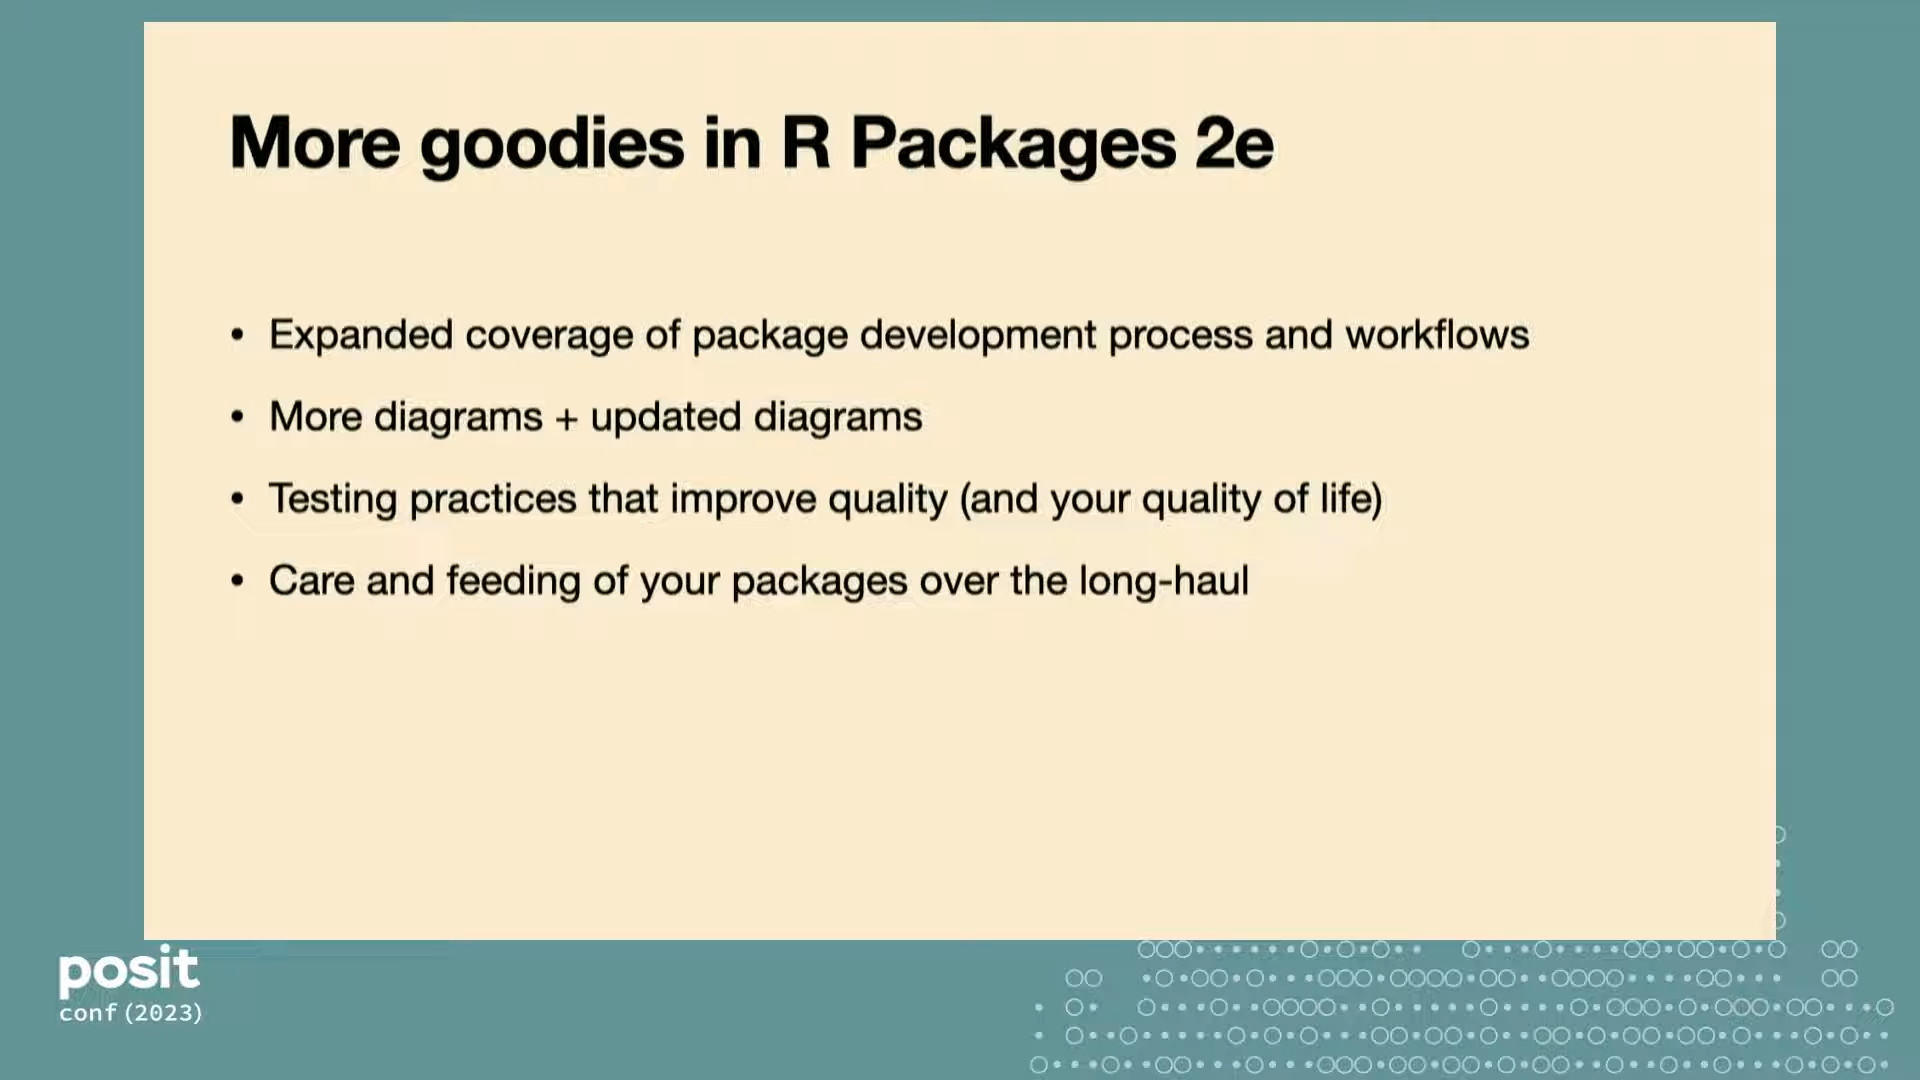 More goodies in R Packages 2e
• Expanded coverage of package development process and workflows
• More diagrams + updated diagrams
• Testing practices that improve quality (and your quality of life)
• Care and feeding of your packages over the long-haul
posit
conf(2023)